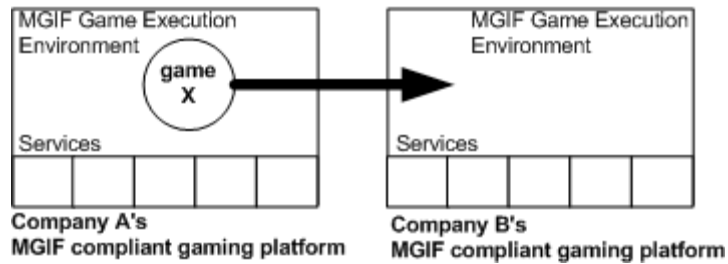 MGIF Game Execution
Environment
game
X
Services
Company A's
MGIF compliant gaming platform
MGIF Game Execution
Environment
Services
Company B's
MGIF compliant gaming platform